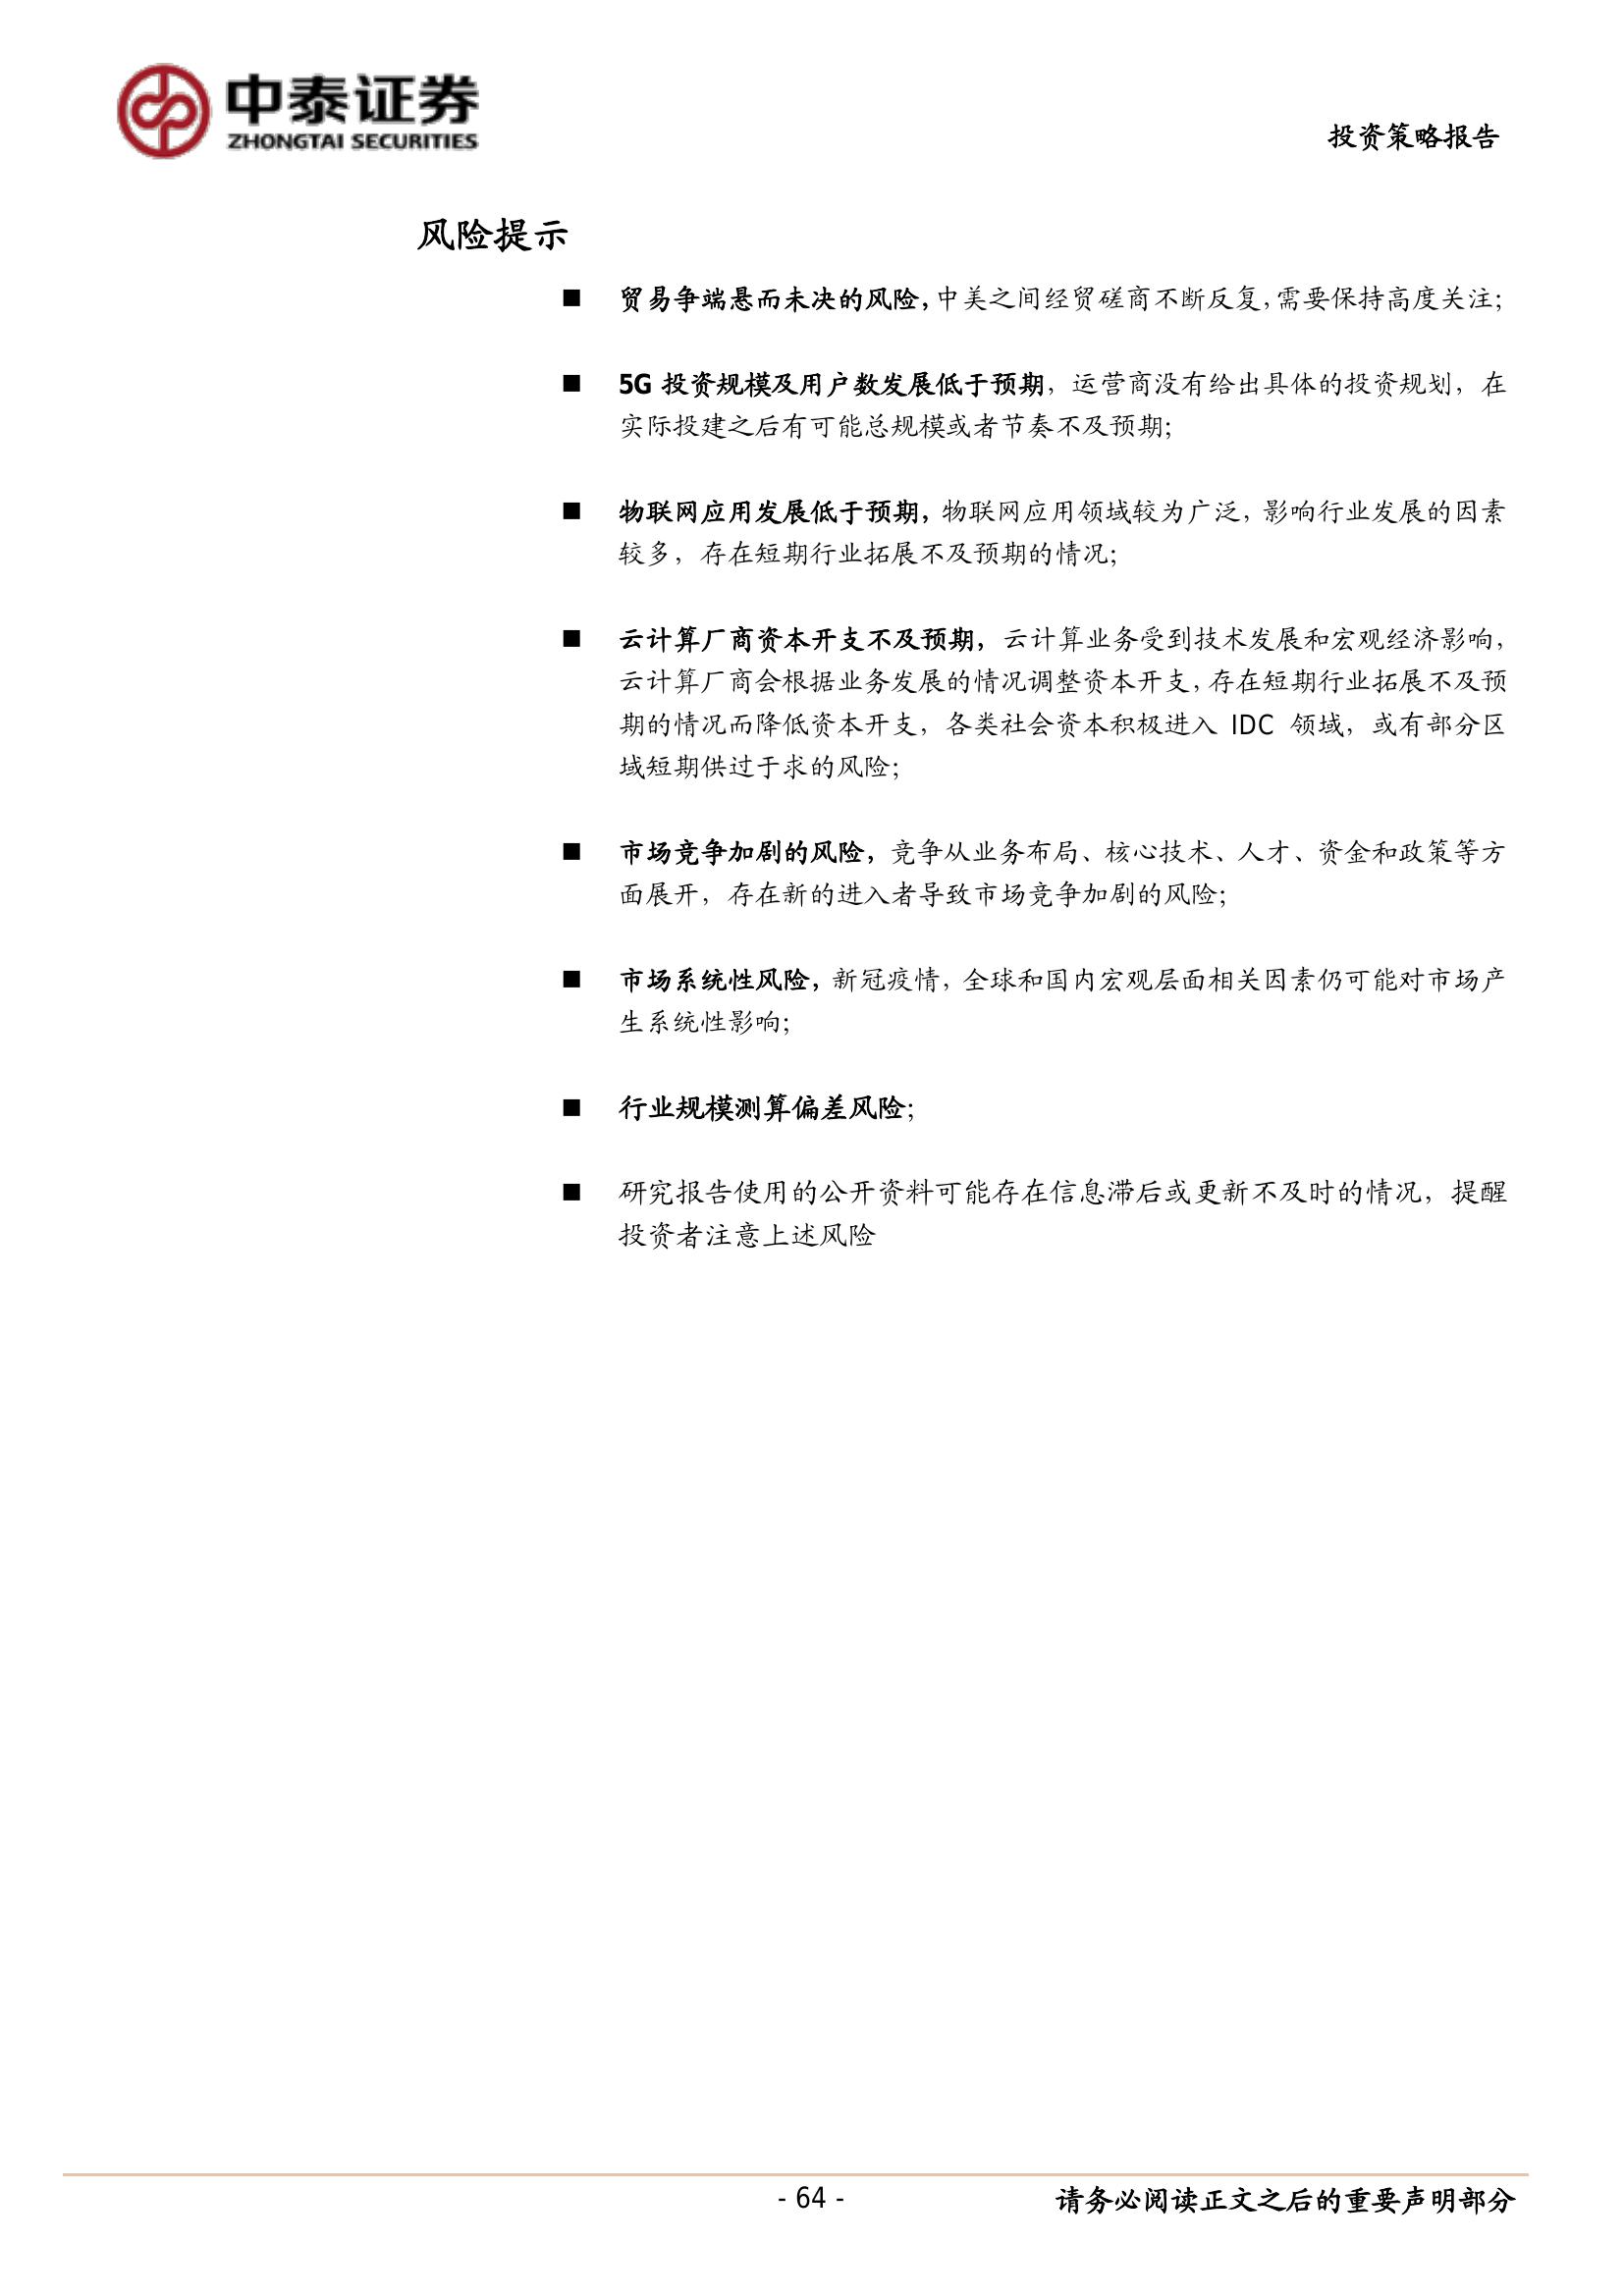 中泰证券
ZHONGTAI SECURITIES
投资策略报告
风险提示
■ 贸易争端悬而未决的风险，中美之间经贸磋商不断反复，需要保持高度关注；
■ 5G 投资规模及用户数发展低于预期，运营商没有给出具体的投资规划，在
实际投建之后有可能总规模或者节奏不及预期；
■ 物联网应用发展低于预期，物联网应用领域较为广泛，影响行业发展的因素
较多，存在短期行业拓展不及预期的情况；
■ 云计算厂商资本开支不及预期，云计算业务受到技术发展和宏观经济影响，
云计算厂商会根据业务发展的情况调整资本开支，存在短期行业拓展不及预
期的情况而降低资本开支，各类社会资本积极进入 IDC 领域，或有部分区
域短期供过于求的风险；
■ 市场竞争加剧的风险，竞争从业务布局、核心技术、人才、资金和政策等方
面展开，存在新的进入者导致市场竞争加剧的风险；
■ 市场系统性风险，新冠疫情，全球和国内宏观层面相关因素仍可能对市场产
生系统性影响；
■ 行业规模测算偏差风险；
■ 研究报告使用的公开资料可能存在信息滞后或更新不及时的情况，提醒
投资者注意上述风险
- 64 -
请务必阅读正文之后的重要声明部分